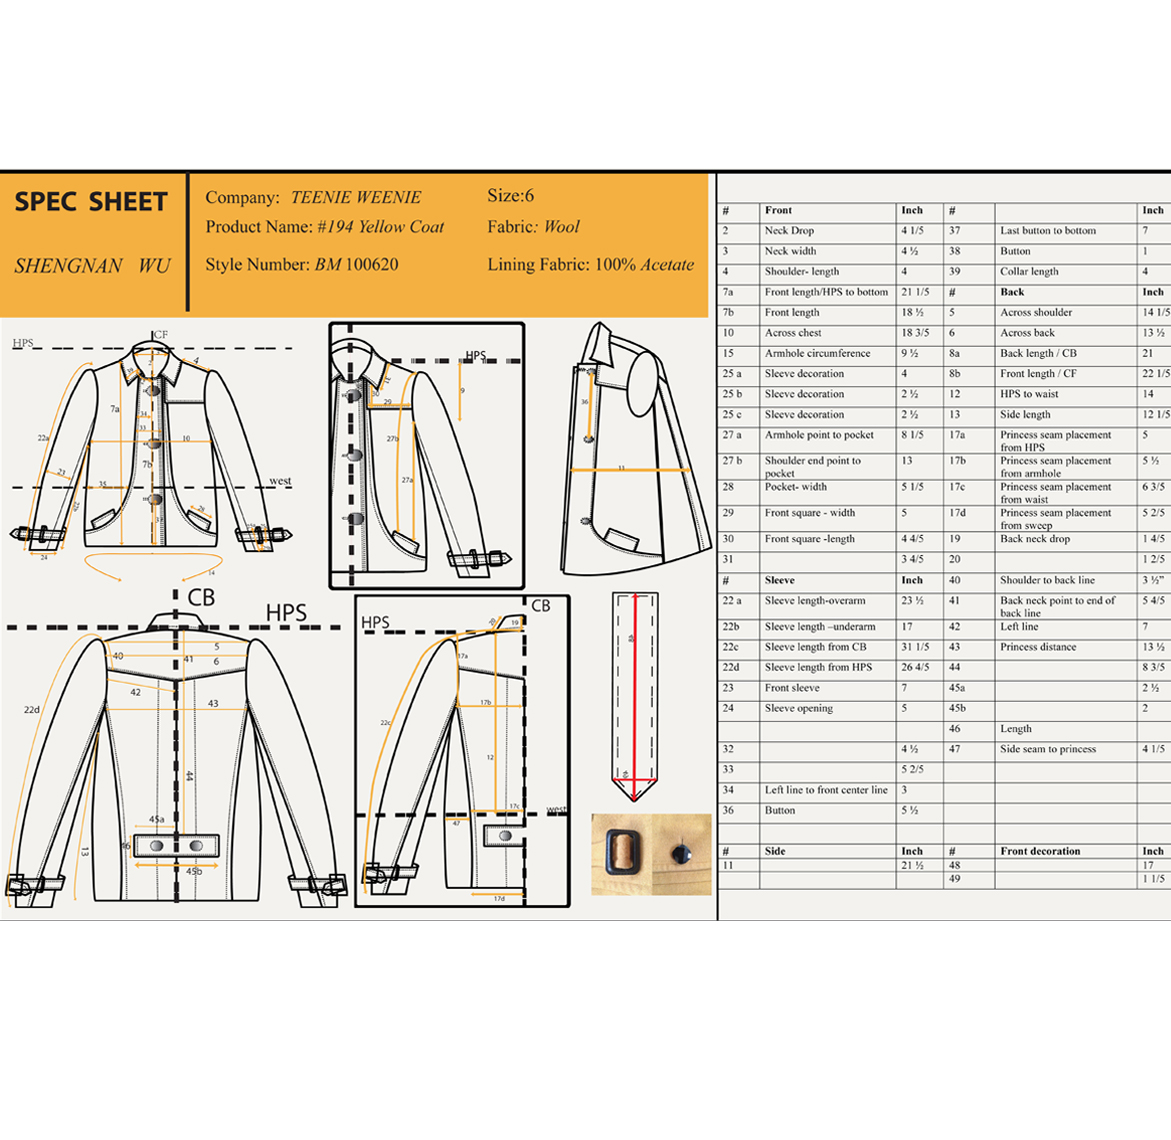 SPEC SHEET
SHENGNAN WU
Company: TEENIE WEENIE
Product Name: #194 Yellow Coat
Style Number: BM 100620
Size:6
Fabric: Wool
Lining Fabric: 100% Acetate
HPS
CF
4
7a
34
33
10
22a
23
7b
35
west
24
14
HPS
9
31
30
29
27b
27a
36
11
CB
HPS
5
40
41
6
42
22d
43
44
45a
46
13
45b
HPS
CB
19
17a
17b
22c
12
17c
west
47
17d
# Front Inch # Inch
2 Neck Drop 4 1/5 37 Last button to bottom 7
3 Neck width 4 ½ 38 Button 1
4 Shoulder- length 4 39 Collar length 4
7a Front length/HPS to bottom 21 1/5 # Back Inch
7b Front length 18 ½ 5 Across shoulder 14 1/5
10 Across chest 18 3/5 6 Across back 13 ½
15 Armhole circumference 9 ½ 8a Back length / CB 21
25 a Sleeve decoration 4 8b Front length / CF 22 1/5
25 b Sleeve decoration 2 ½ 12 HPS to waist 14
25 c Sleeve decoration 2 ½ 13 Side length 12 1/5
27 a Armhole point to pocket 8 1/5 17a Princess seam placement 5
from HPS
27 b Shoulder end point to 13 17b Princess seam placement 5 ½
pocket from armhole
28 Pocket- width 5 1/5 17c Princess seam placement 6 3/5
from waist
29 Front square - width 5 17d Princess seam placement 5 2/5
from sweep
30 Front square -length 4 4/5 19 Back neck drop 1 4/5
31 3 4/5 20 1 2/5
# Sleeve Inch 40 Shoulder to back line 3 ½”
22 a Sleeve length-overarm 23 ½ 41 Back neck point to end of 5 4/5
back line
22b Sleeve length –underarm 17 42 Left line 7
22c Sleeve length from CB 31 1/5 43 Princess distance 13 ½
22d Sleeve length from HPS 26 4/5 44 8 3/5
23 Front sleeve 7 45a 2 ½
24 Sleeve opening 5 45b 2
46 Length
32 4 ½ 47 Side seam to princess 4 1/5
33 5 2/5
34 Left line to front center line 3
36 Button 5 ½
# Side Inch # Front decoration Inch
11 21 ½ 48 17
49 1 1/5